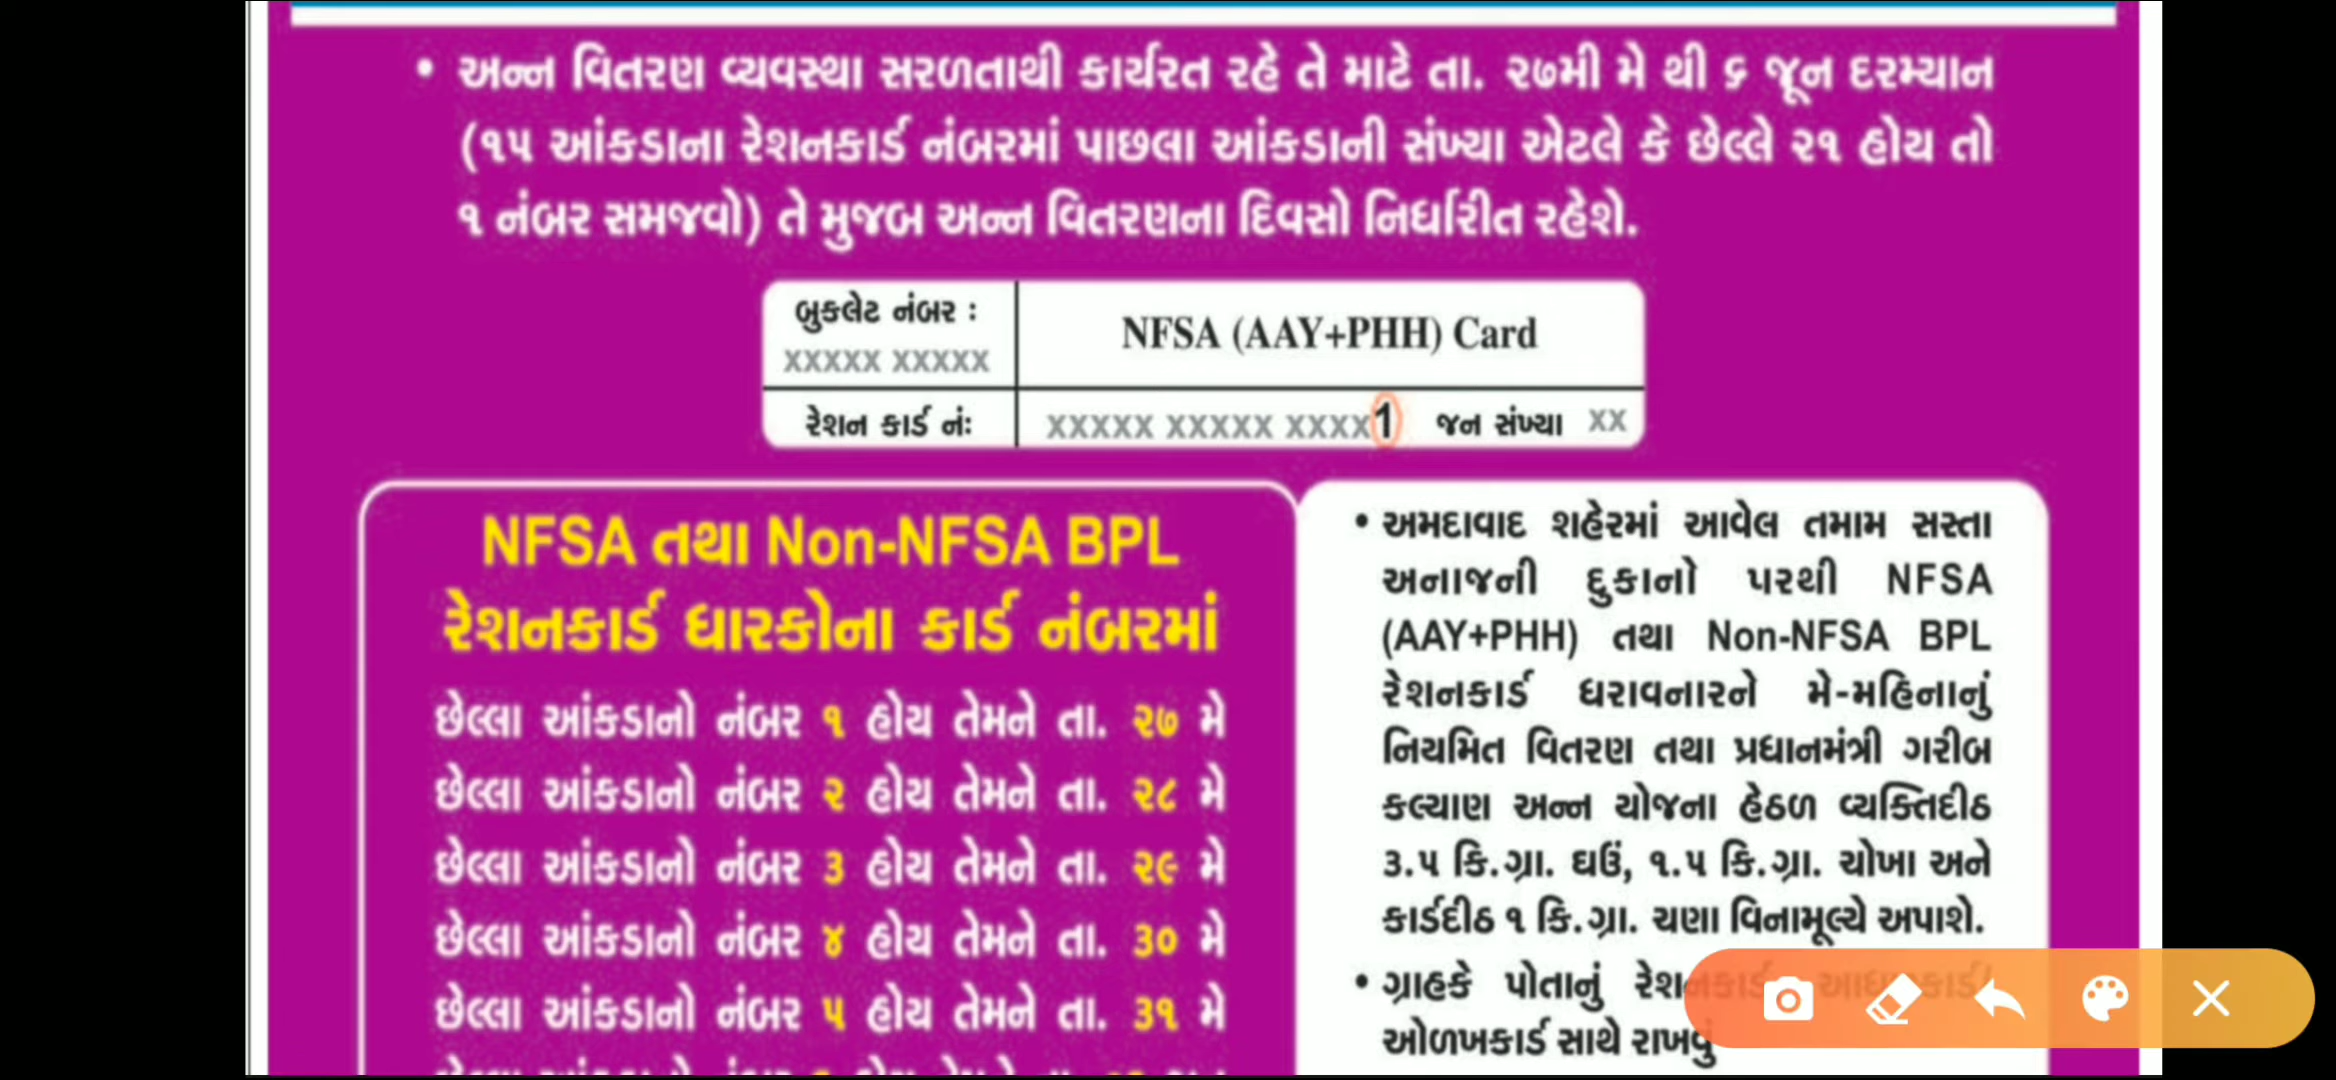 • અન્ન વિતરણ વ્યવસ્થા સરળતાથી કાર્યરત રહે તે માટે તા. ૨૭મી મે થી ૬ જૂન દરમ્યાન
(૧૫ આંકડાના રેશનકાર્ડ નંબરમાં પાછલા આંકડાની સંખ્યા એટલે કે છેલ્લે ૨૧ હોય તો
૧ નંબર સમજવો) તે મુજબ અન્ન વિતરણના દિવસો નિર્ધારીત રહેશે.
બુકલેટ નંબર :
xxxxx xxxxx
NFSA (AAY+PHH) Card
રેશન કાર્ડ નં:
xxxxx xxxxx xxxx1 જન સંખ્યા xx
NFSA તથા Non-NFSA BPL
રેશનકાર્ડ ધારકોના કાર્ડ નંબરમાં
છેલ્લા આંકડાનો નંબર ૧ હોય તેમને તા. ૨૭ મે
છેલ્લા આંકડાનો નંબર ૨ હોય તેમને તા. ૨૮ મે
છેલ્લા આંકડાનો નંબર ૩ હોય તેમને તા. ૨૯ મે
છેલ્લા આંકડાનો નંબર ૪ હોય તેમને તા. ૩૦ મે
છેલ્લા આંકડાનો નંબર ૫ હોય તેમને તા. ૩૧ મે
• અમદાવાદ શહેરમાં આવેલ તમામ સસ્તા
અનાજની દુકાનો પરથી NFSA
(AAY+PHH) તથા Non-NFSA BPL
રેશનકાર્ડ ધરાવનારને મે-મહિનાનું
નિયમિત વિતરણ તથા પ્રધાનમંત્રી ગરીબ
કલ્યાણ અન્ન યોજના હેઠળ વ્યક્તિદીઠ
૩.૫ કિ.ગ્રા. ઘઉં, ૧.૫ કિ.ગ્રા. ચોખા અને
કાર્ડદીઠ ૧ કિ.ગ્રા. ચણા વિનામૂલ્યે અપાશે.
• ગ્રાહકે પોતાનું રેશનકાર્ડ
ઓળખકાર્ડ સાથે રાખવું